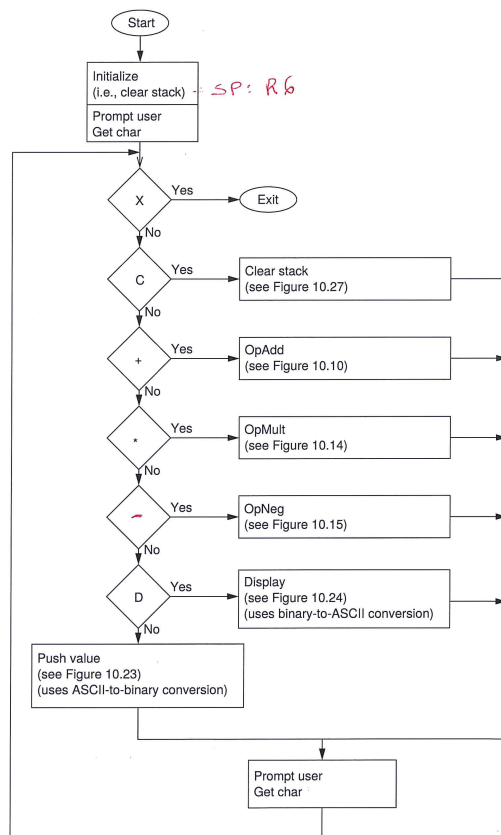 Start
Initialize
(i.e., clear stack) - SP: R6
Prompt user
Get char
X
Yes
Exit
No
C
Yes
Clear stack
(see Figure 10.27)
No
+
Yes
OpAdd
(see Figure 10.10)
No
*
Yes
OpMult
(see Figure 10.14)
No
-
Yes
OpNeg
(see Figure 10.15)
No
D
Yes
Display
(see Figure 10.24)
(uses binary-to-ASCII conversion)
No
Push value
(see Figure 10.23)
(uses ASCII-to-binary conversion)
Prompt user
Get char